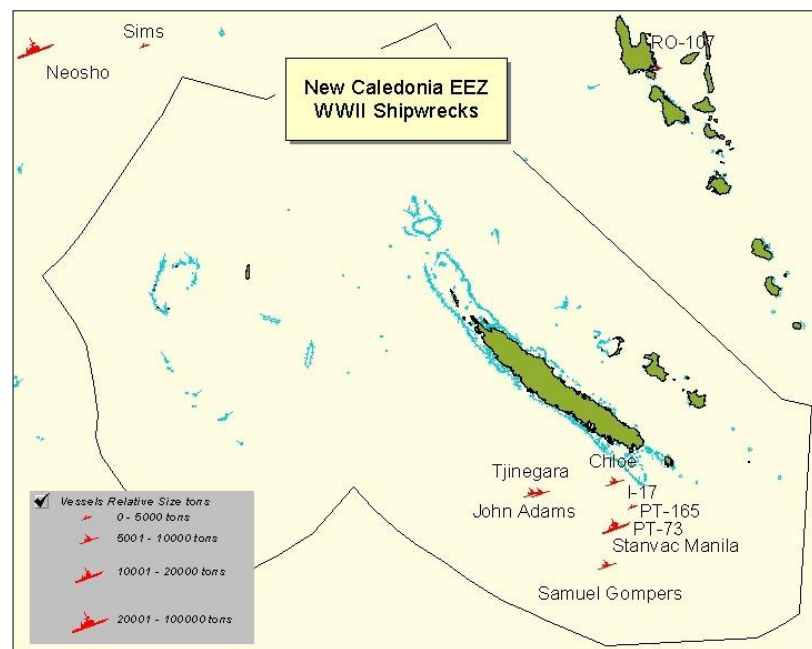 Sims
Neosho
TRO-107
New Caledonia EEZ
WWII Shipwrecks
Chloe
Tjinegara
I-17
John Adams
PT-165
PT-73
Stanvac Manila
Samuel Gompers
Vessels Relative Size tons
0 - 5000 tons
5001 - 10000 tons
10001 - 20000 tons
20001 - 100000 tons